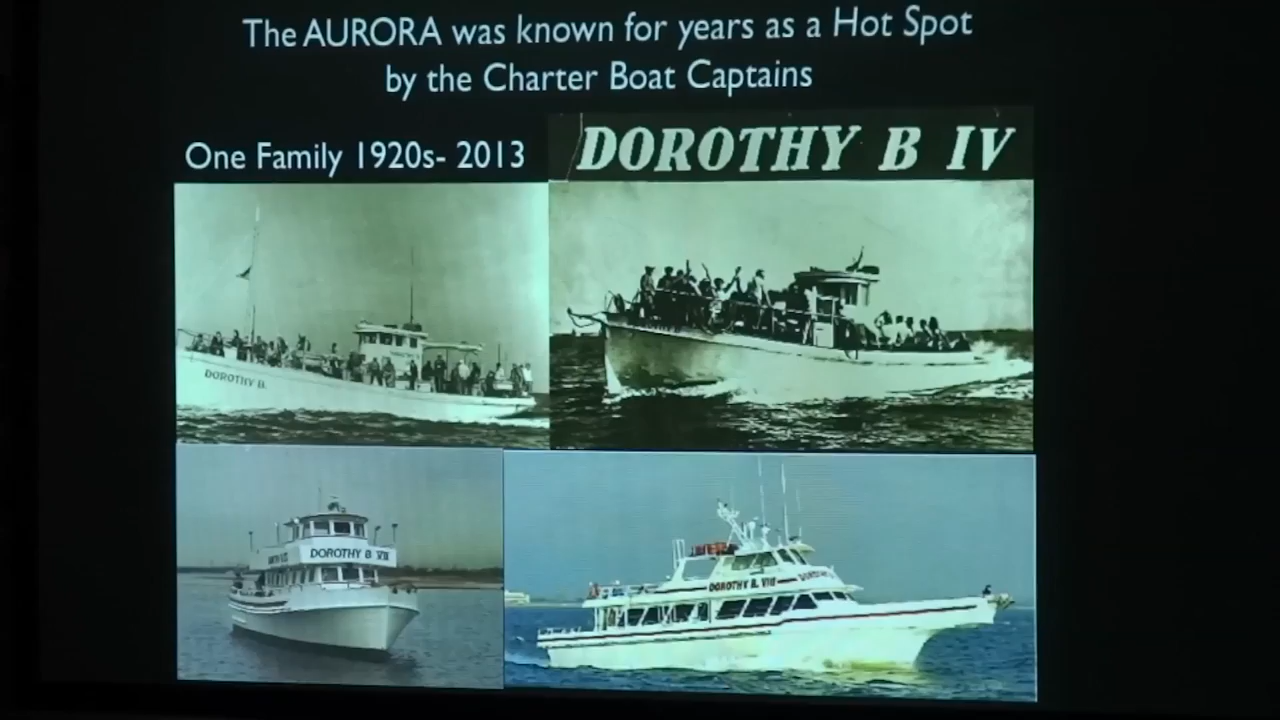 The AURORA was known for years as a Hot Spot
by the Charter Boat Captains
One Family 1920s- 2013
DOROTHY B IV
DOROTHY B.
DOROTHY B VII
DOROTHY B. VIII